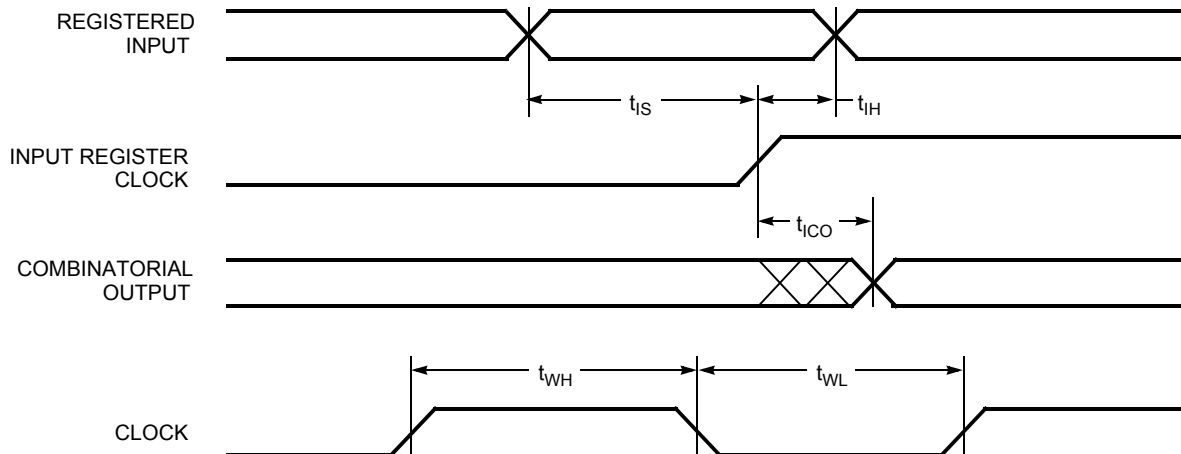 REGISTERED
INPUT
tIS
tIH
INPUT REGISTER
CLOCK
tICO
COMBINATORIAL
OUTPUT
tWH
tWL
CLOCK